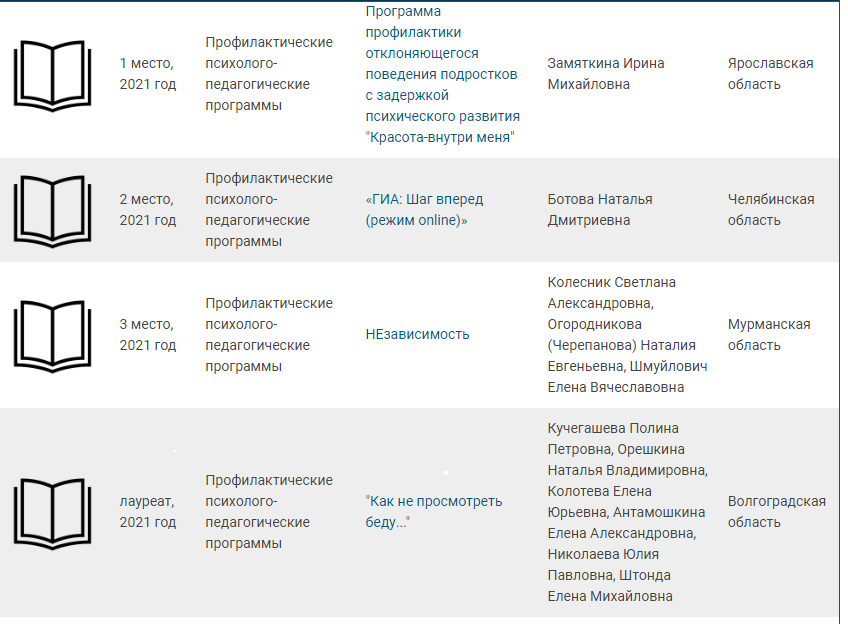 1 место,
2021 год
Профилактические
психолого-
педагогические
программы
Программа
профилактики
отклоняющегося
поведения подростков
с задержкой
психического развития
"Красота-внутри меня"
Замяткина Ирина
Михайловна
Ярославская
область
2 место,
2021 год
Профилактические
психолого-
педагогические
программы
«ГИА: Шаг вперед
(режим online)»
Ботова Наталья
Дмитриевна
Челябинская
область
3 место,
2021 год
Профилактические
психолого-
педагогические
программы
НЕзависимость
Колесник Светлана
Александровна,
Огородникова
(Черепанова) Наталия
Евгеньевна, Шмуйлович
Елена Вячеславовна
Мурманская
область
лауреат,
2021 год
Профилактические
психолого-
педагогические
программы
"Как не просмотреть
беду..."
Кучегашева Полина
Петровна, Орешкина
Наталья Владимировна,
Колотева Елена
Юрьевна, Антамошкина
Елена Александровна,
Николаева Юлия
Павловна, Штонда
Елена Михайловна
Волгоградская
область